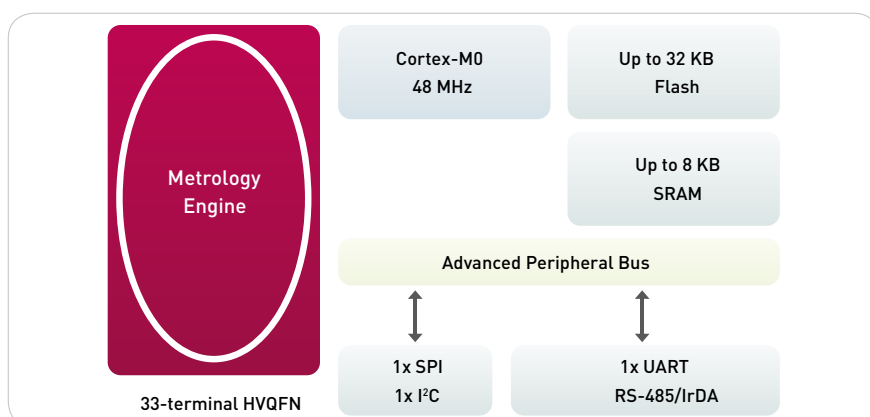 Metrology
Engine
Cortex-M0
48 MHz
Up to 32 KB
Flash
Up to 8 KB
SRAM
Advanced Peripheral Bus
1x SPI
1x I²C
1x UART
RS-485/IrDA
33-terminal HVQFN